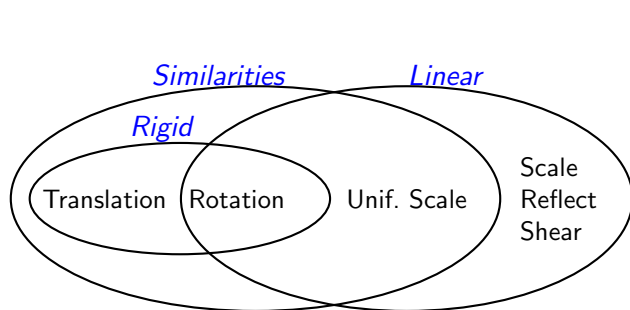 Similarities Linear
Rigid
Translation Rotation Unif. Scale
Scale
Reflect
Shear